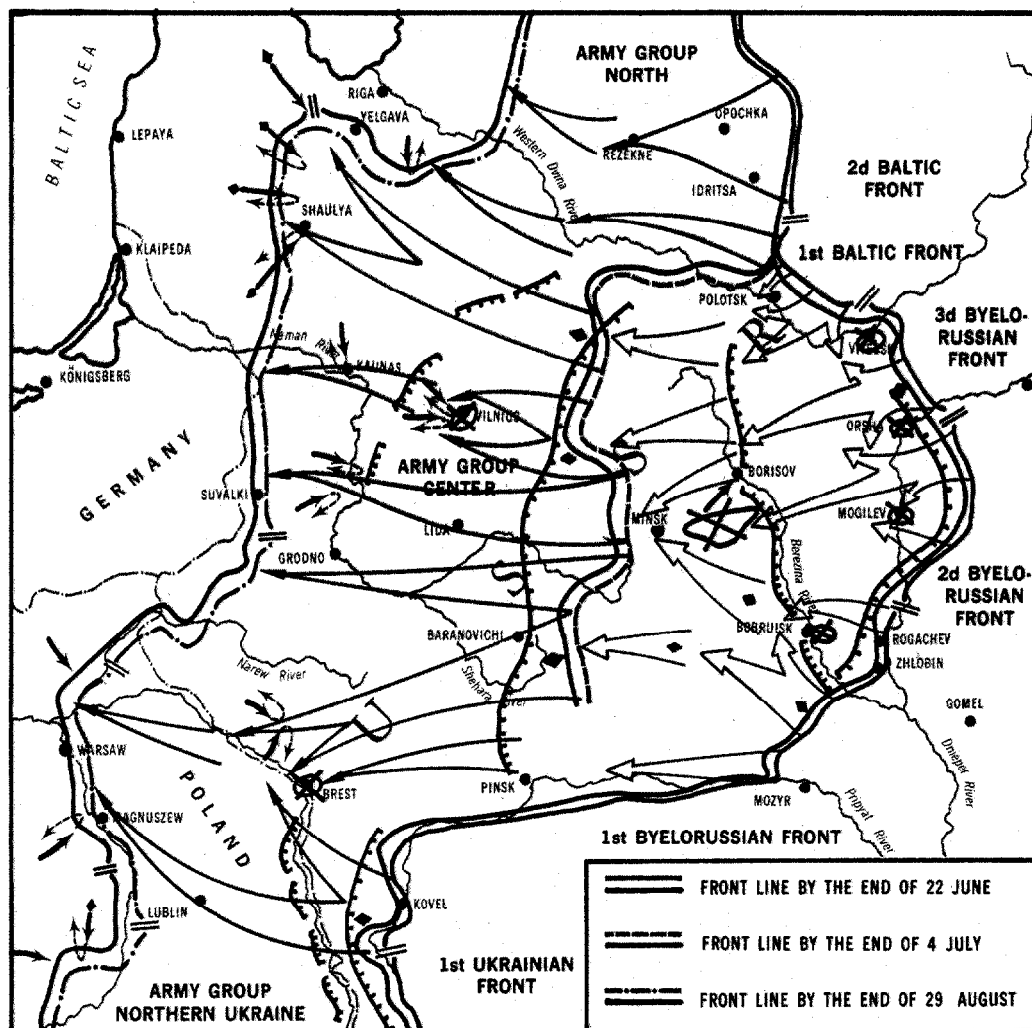 BALTIC SEA
ARMY GROUP
NORTH
RIGA
YELGAVA
LEPAYA
OPOCHKA
REZEKNE
IDRITSA
Western Dvina River
2d BALTIC
FRONT
SHAULYA
KLAIPEDA
1st BALTIC FRONT
POLOTSK
3d BYELO-
RUSSIAN
FRONT
Neman River
KAUNAS
KÖNIGSBERG
VILNIUS
ORSHA
GERMANY
ARMY GROUP
CENTER
SUVALKI
BORISOV
LIDA
MINSK
MOGILEV
GRODNO
Berezina River
2d BYELO-
RUSSIAN
FRONT
BARANOVICHI
BOBRUISK
ROGACHEV
ZHLOBIN
Narew River
Shchara River
GOMEL
WARSAW
Dnieper River
POLAND
BREST
PINSK
MOZYR
Pripyat River
MAGNUSZEW
1st BYELORUSSIAN FRONT
LUBLIN
KOVEL
1st UKRAINIAN
FRONT
ARMY GROUP
NORTHERN UKRAINE
FRONT LINE BY THE END OF 22 JUNE
FRONT LINE BY THE END OF 4 JULY
FRONT LINE BY THE END OF 29 AUGUST